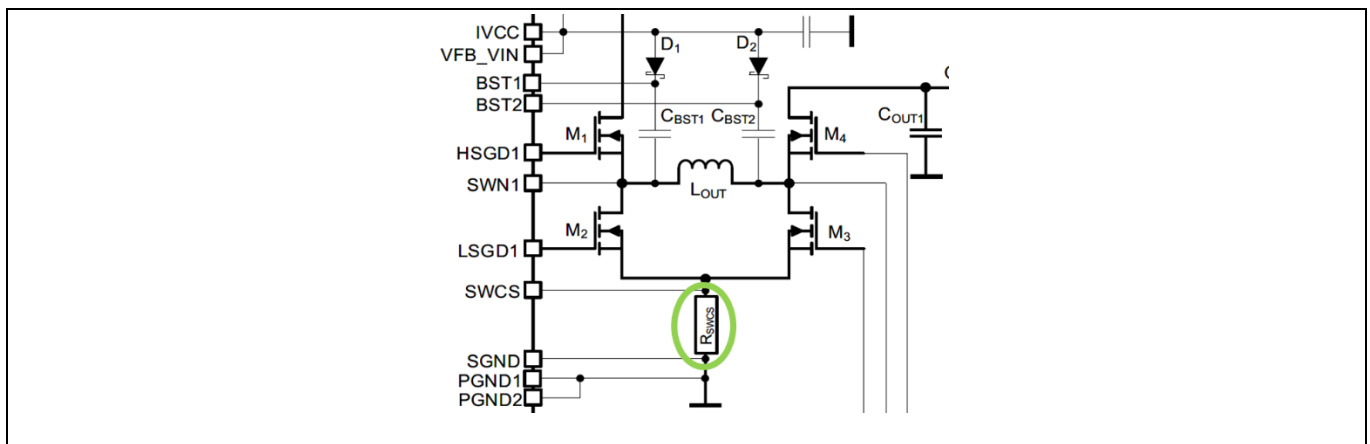 IVCC
VFB_VIN
BST1
BST2
HSGD1
SWN1
LSGD1
SWCS
SGND
PGND1
PGND2
D1
D2
CBST1
CBST2
M1
M4
COUT1
C
LOUT
M2
M3
RSWCS